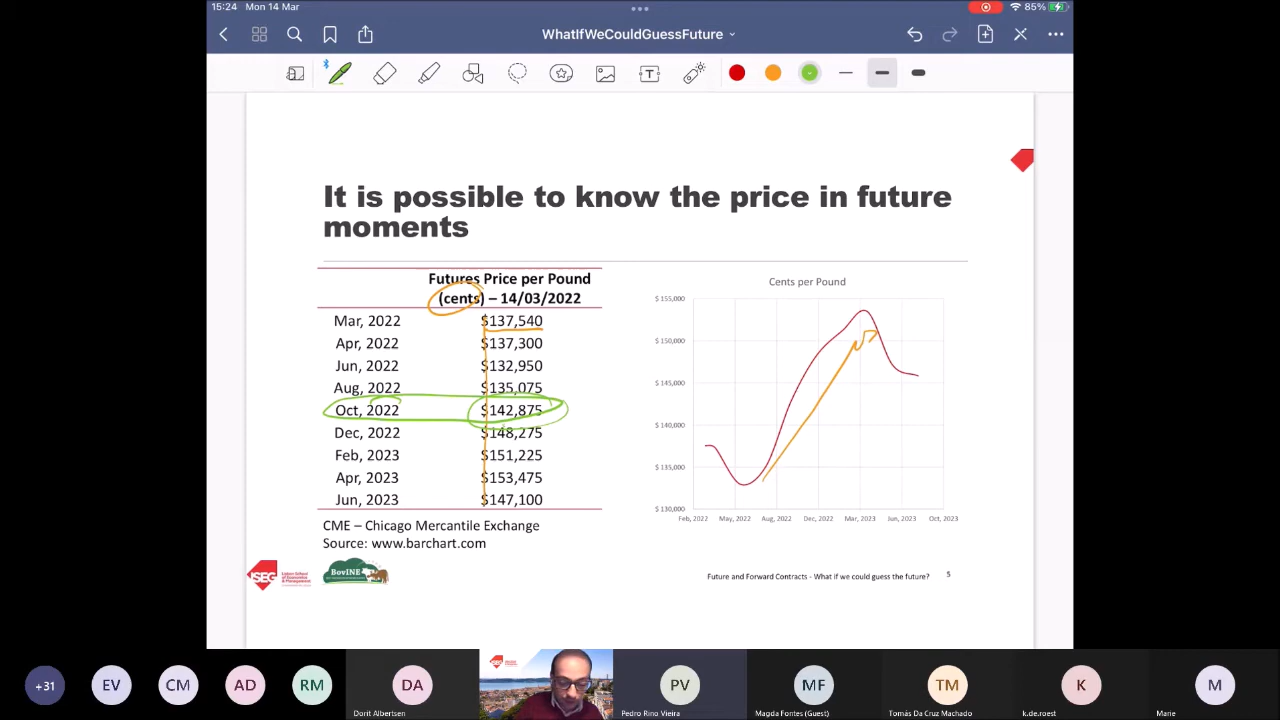 15:24 Mon 14 Mar
85%
WhatIfWeCouldGuessFuture
It is possible to know the price in future
moments
Futures Price per Pound
(cents) – 14/03/2022
Mar, 2022 $137,540
Apr, 2022 $137,300
Jun, 2022 $132,950
Aug, 2022 $135,075
Oct, 2022 $142,875
Dec, 2022 $148,275
Feb, 2023 $151,225
Apr, 2023 $153,475
Jun, 2023 $147,100
CME – Chicago Mercantile Exchange
Source: www.barchart.com
Cents per Pound
$ 155,000
$ 150,000
$ 145,000
$ 140,000
$ 135,000
$ 130,000
Feb, 2022 May, 2022 Aug, 2022 Dec, 2022 Mar, 2023 Jun, 2023 Oct, 2023
ISEG
Lisbon School
of Economics
& Management
BovINE
Future and Forward Contracts - What if we could guess the future? 5
+31 EV CM AD RM DA PV MF TM K M
Dorit Albertsen Pedro Rino Vieira Magda Fontes (Guest) Tomás Da Cruz Machado k.de.roest Marie